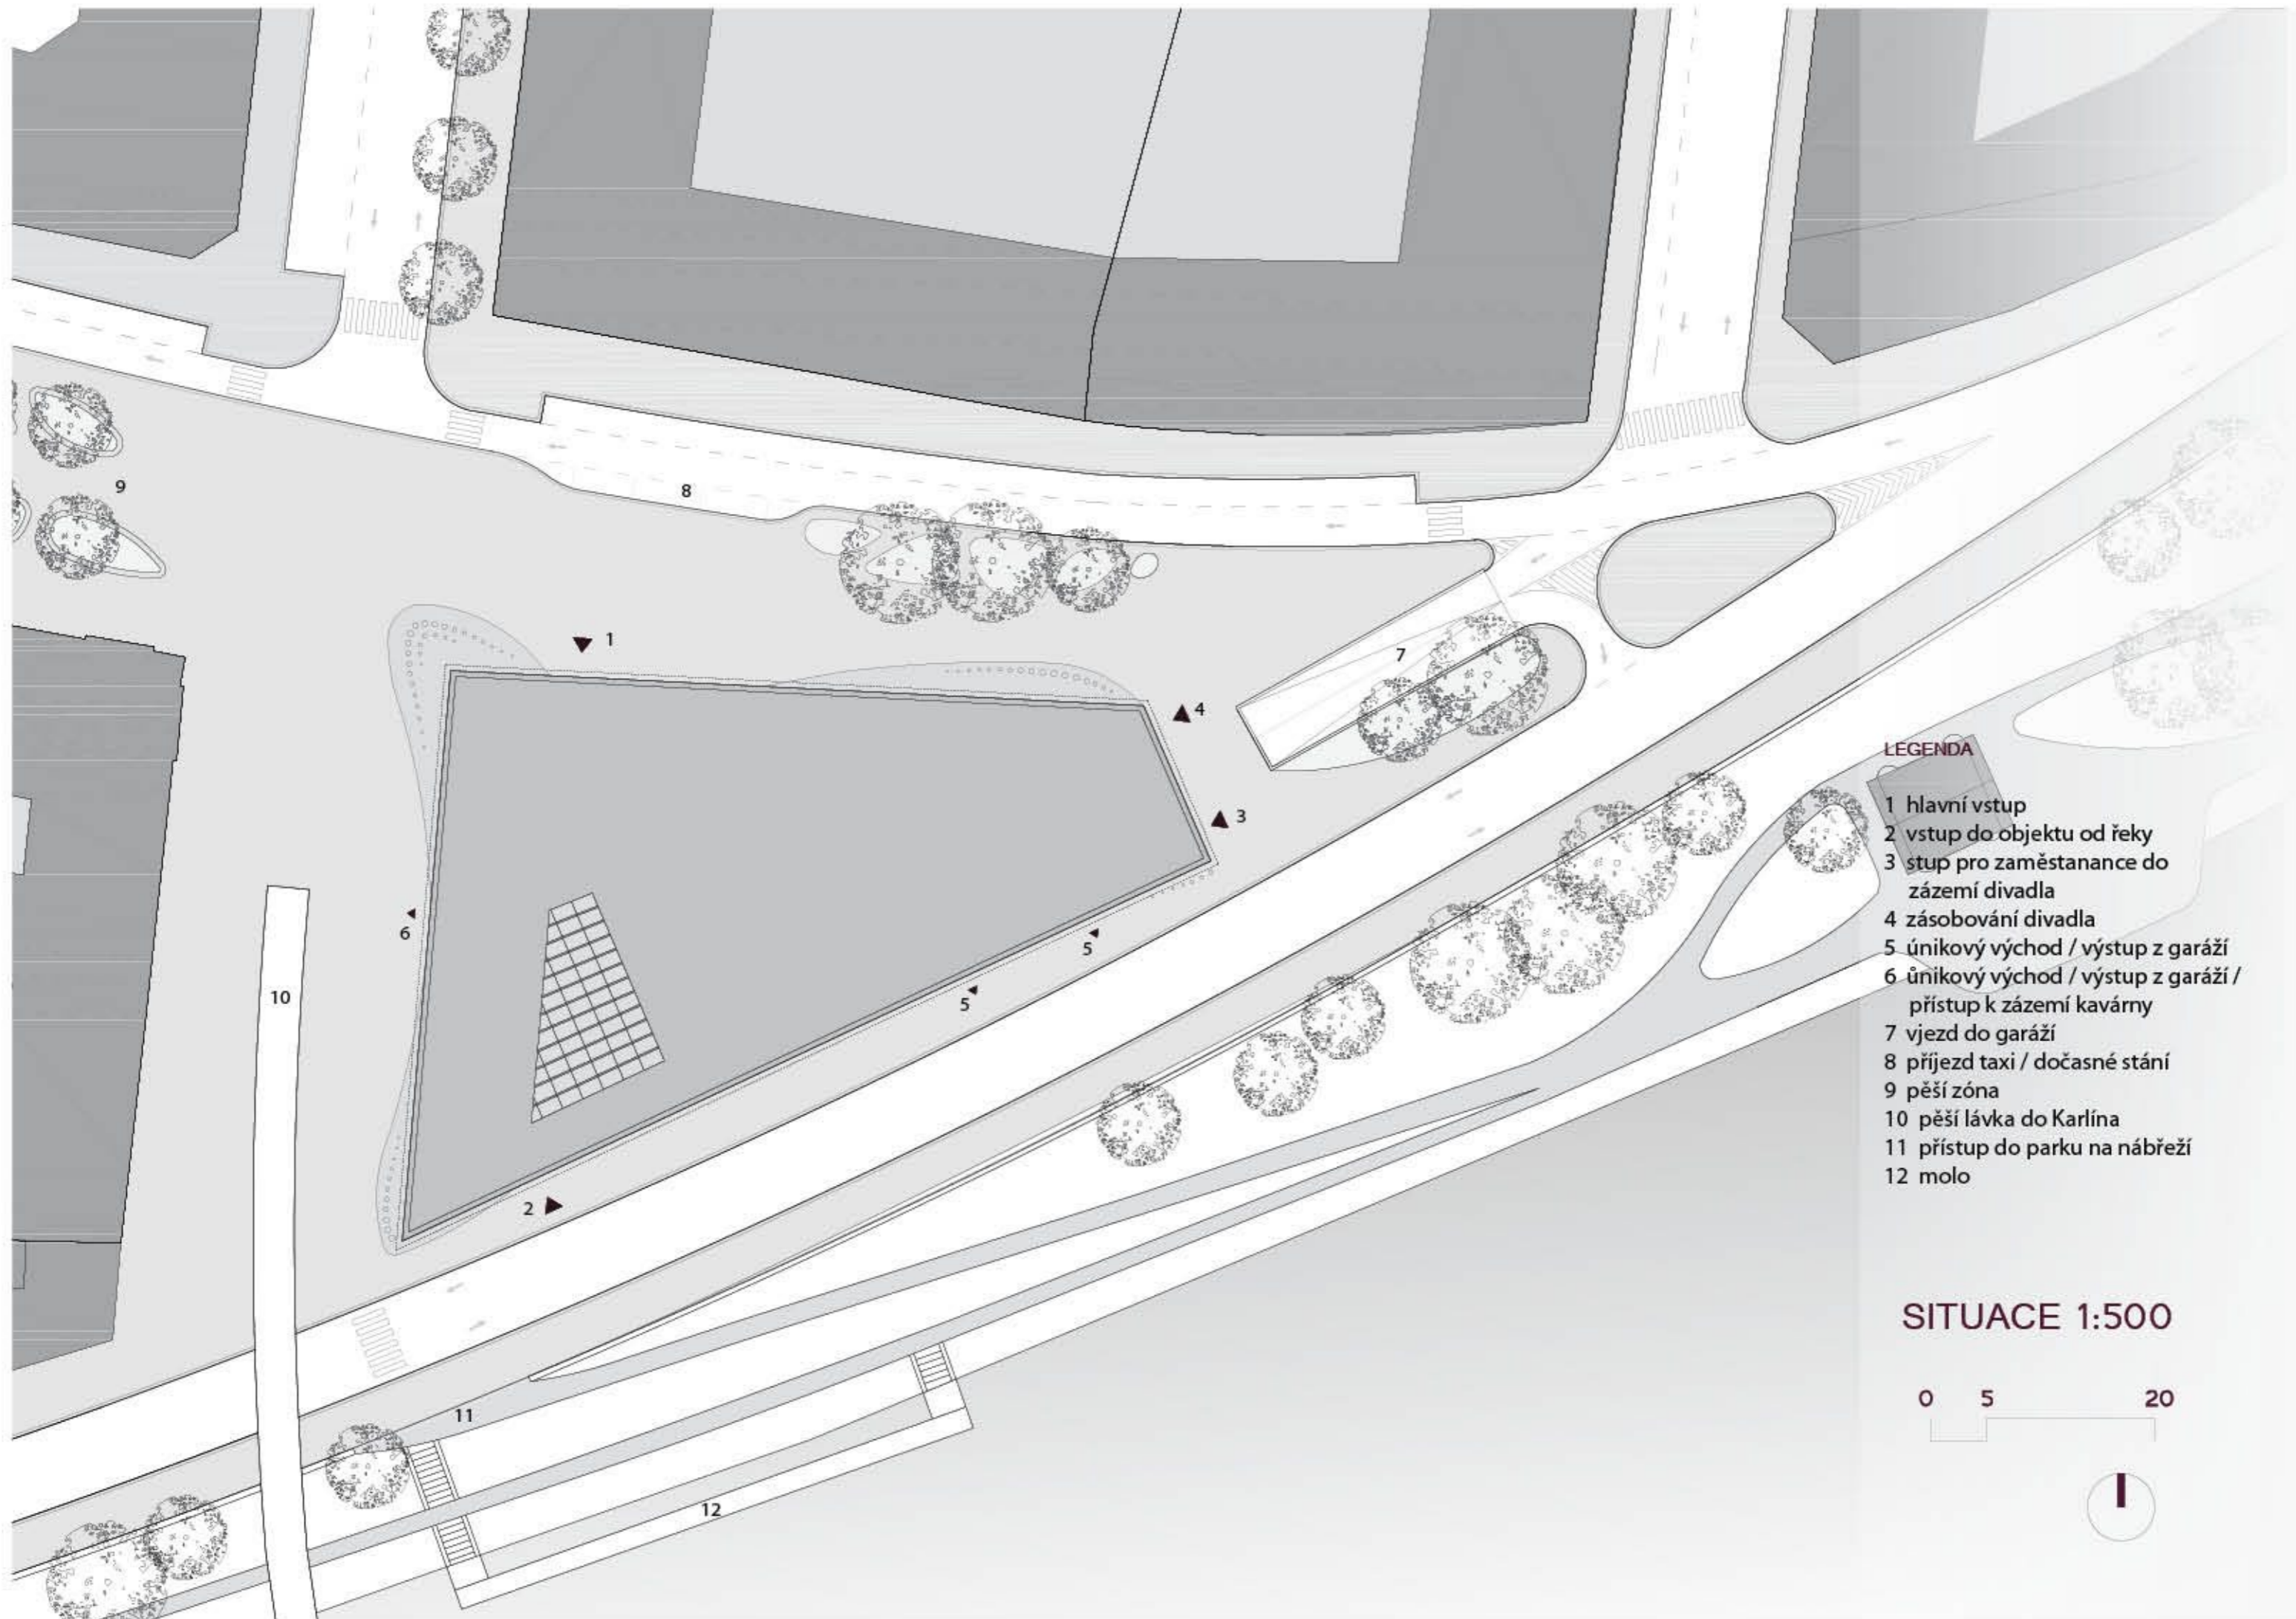 8
9
1
7
4
3
6
5
5
10
2
11
12
LEGENDA
1 hlavní vstup
2 vstup do objektu od řeky
3 stup pro zaměstanance do
zázemí divadla
4 zásobování divadla
5 únikový východ / výstup z garáží
6 únikový východ / výstup z garáží /
přístup k zázemí kavárny
7 vjezd do garáží
8 příjezd taxi / dočasné stání
9 pěší zóna
10 pěší lávka do Karlína
11 přístup do parku na nábřeží
12 molo
SITUACE 1:500
0 5 20